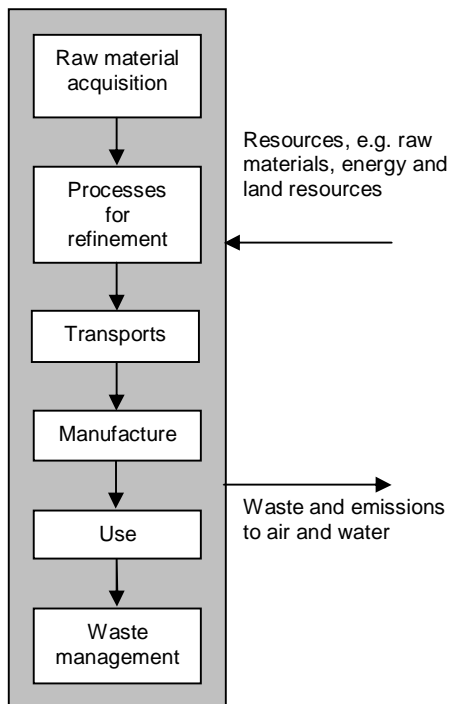 Raw material
acquisition
Resources, e.g. raw
materials, energy and
land resources
Processes
for
refinement
Transports
Manufacture
Waste and emissions
to air and water
Use
Waste
management